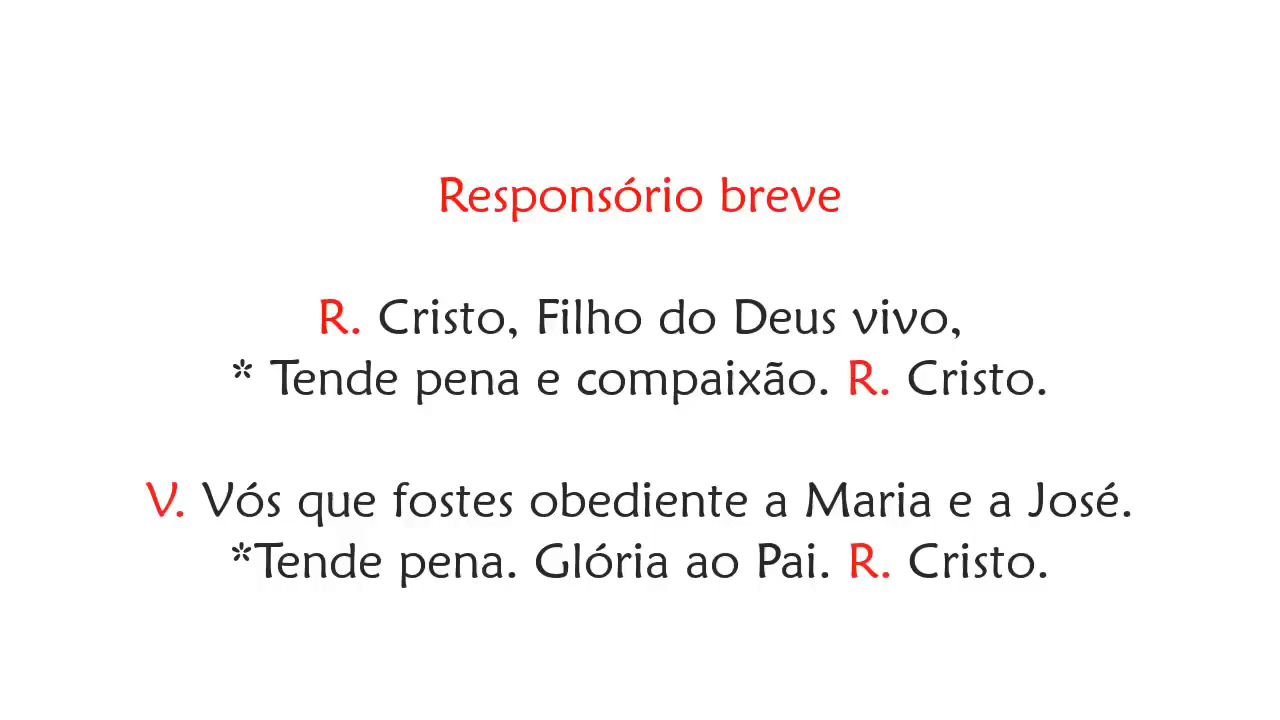 Responsório breve
R. Cristo, Filho do Deus vivo,
* Tende pena e compaixão. R. Cristo.
V. Vós que fostes obediente a Maria e a José.
*Tende pena. Glória ao Pai. R. Cristo.